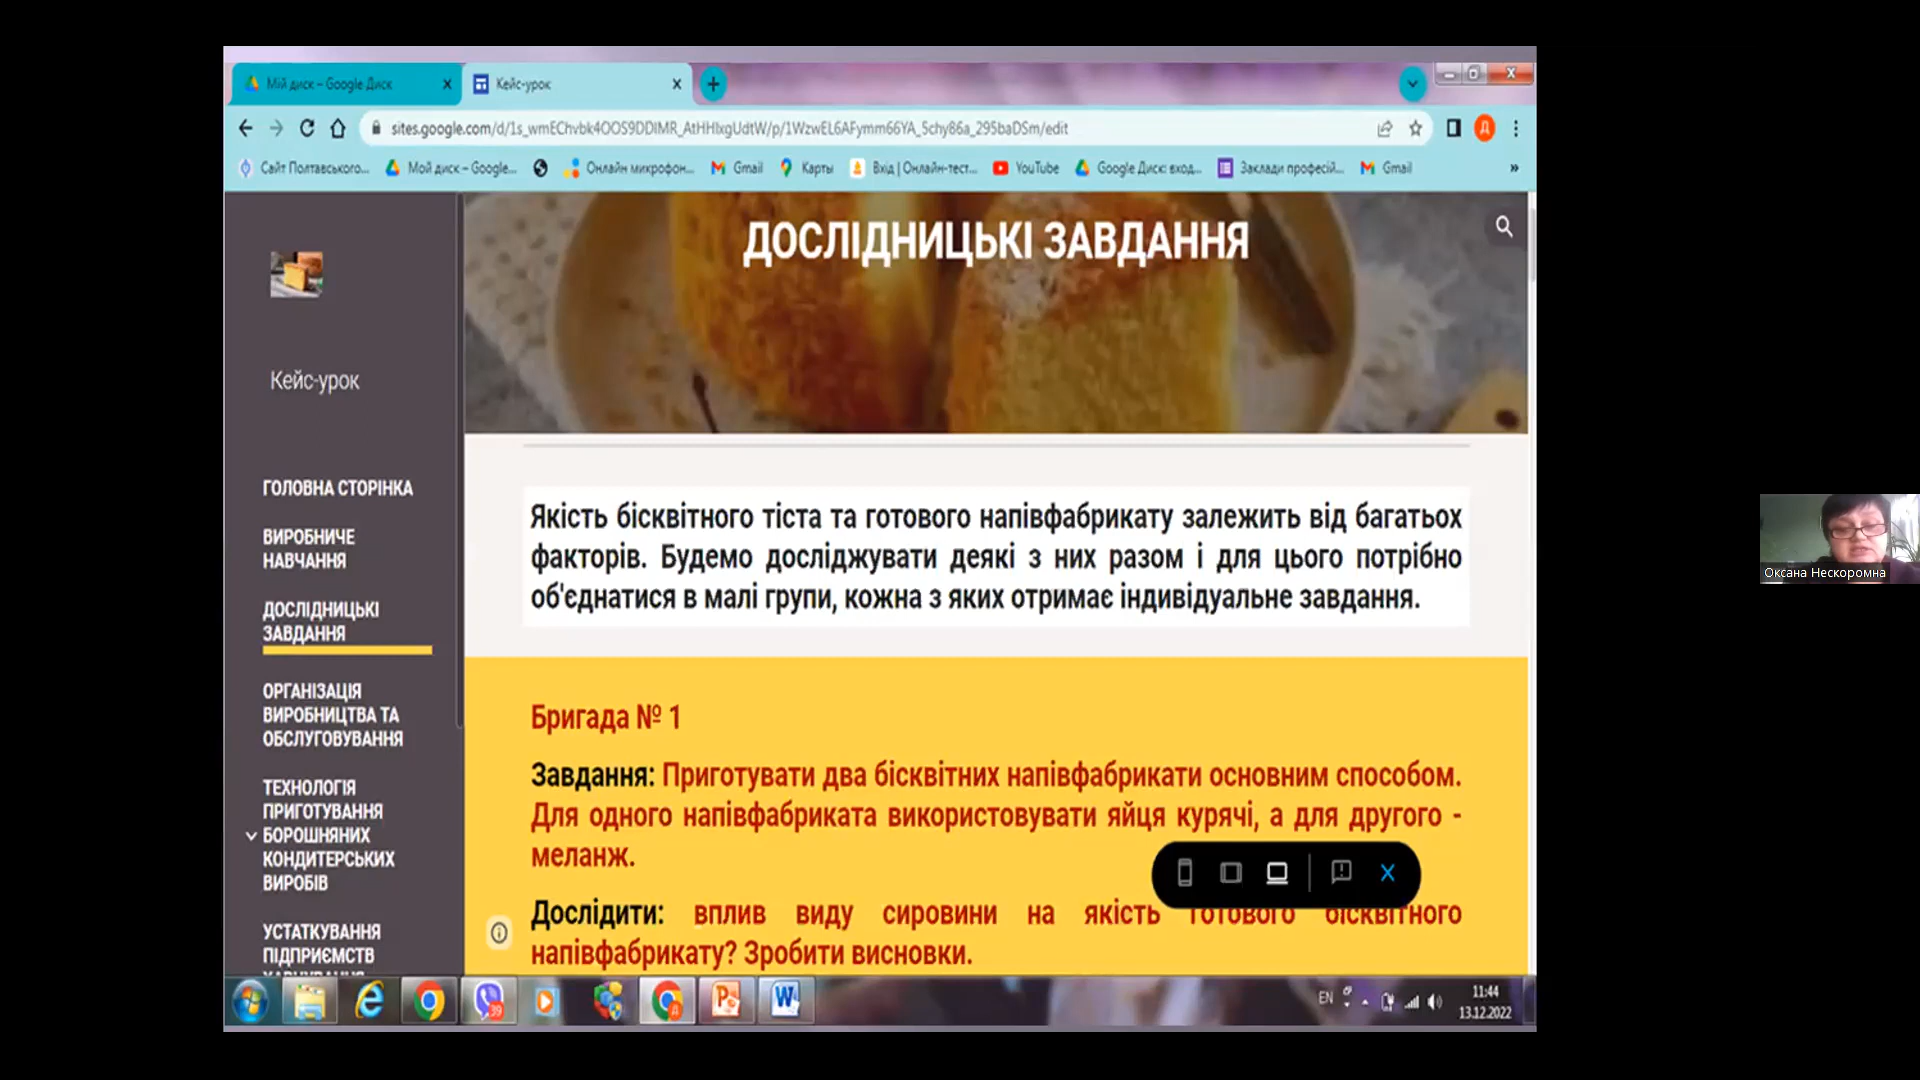 Мій диск – Google Диск
Кейс-урок
sites.google.com/d/1s_wmEChvbk4OOS9DDlMR_AtHHlxgUdtW/p/1WzwEL6AFymm66YA_5chy86a_295baDSm/edit
Д
Сайт Полтавського...
Мой диск – Google...
Онлайн микрофон...
Gmail
Карты
Вхід | Онлайн-тест...
YouTube
Google Диск: вход...
Заклади професій...
Gmail
»
ДОСЛІДНИЦЬКІ ЗАВДАННЯ
Кейс-урок
ГОЛОВНА СТОРІНКА
ВИРОБНИЧЕ
НАВЧАННЯ
ДОСЛІДНИЦЬКІ
ЗАВДАННЯ
ОРГАНІЗАЦІЯ
ВИРОБНИЦТВА ТА
ОБСЛУГОВУВАННЯ
ТЕХНОЛОГІЯ
ПРИГОТУВАННЯ
БОРОШНЯНИХ
КОНДИТЕРСЬКИХ
ВИРОБІВ
УСТАТКУВАННЯ
ПІДПРИЄМСТВ
Якість бісквітного тіста та готового напівфабрикату залежить від багатьох
факторів. Будемо досліджувати деякі з них разом і для цього потрібно
об'єднатися в малі групи, кожна з яких отримає індивідуальне завдання.
Бригада № 1
Завдання: Приготувати два бісквітних напівфабрикати основним способом.
Для одного напівфабриката використовувати яйця курячі, а для другого -
меланж.
Дослідити: вплив виду сировини на якість готового бісквітного
напівфабрикату? Зробити висновки.
39
Д
EN
11:44
13.12.2022
Оксана Нескоромна